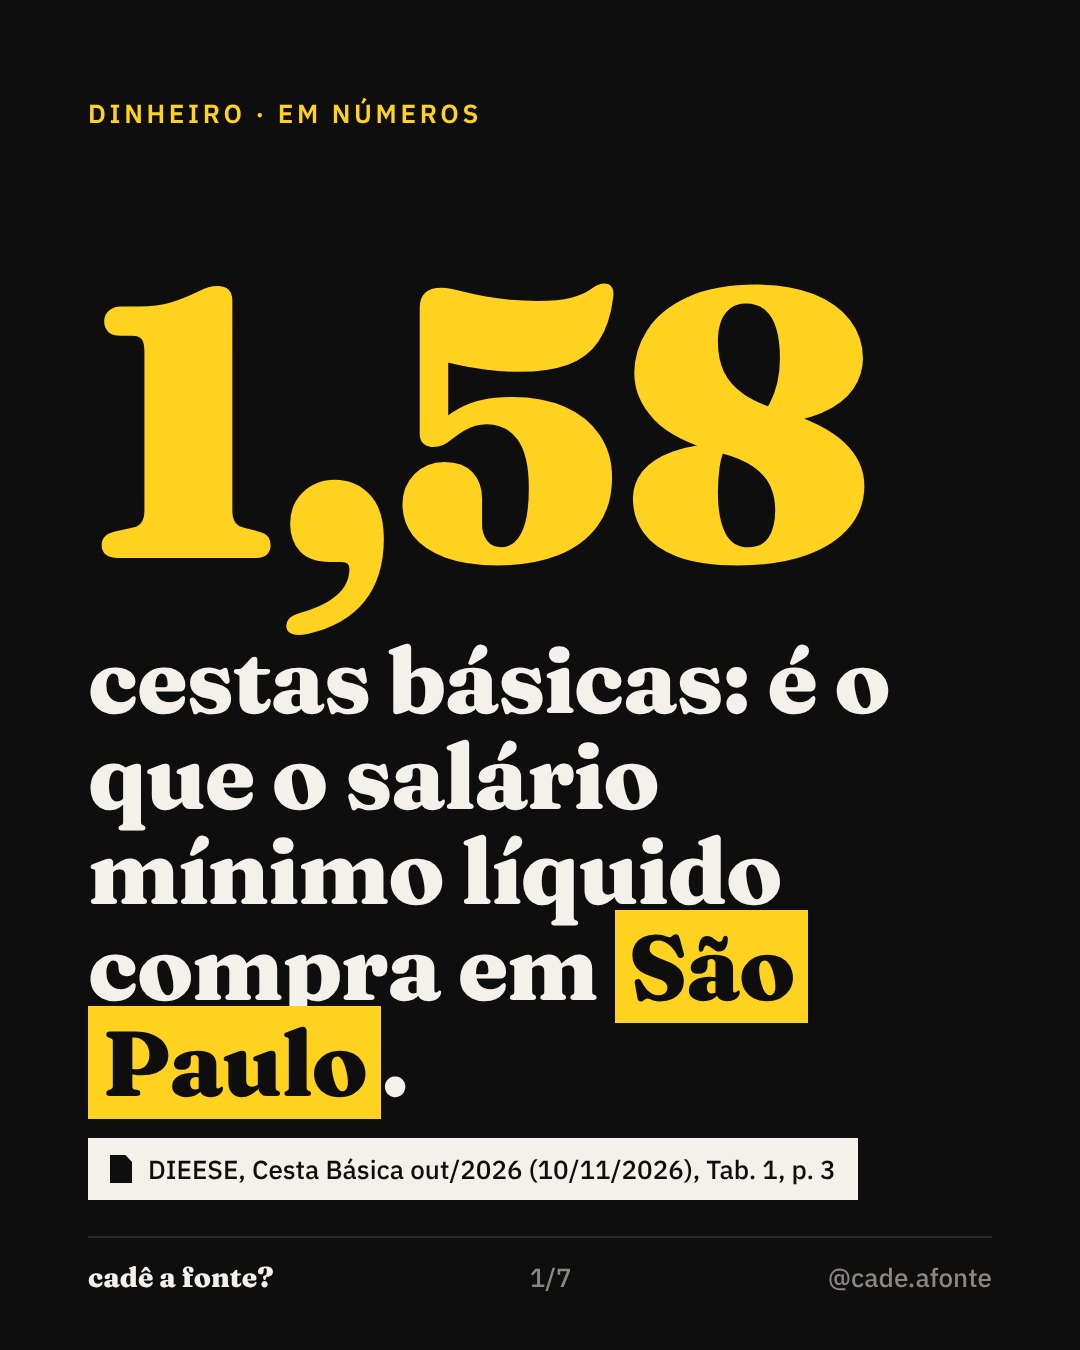 DINHEIRO · EM NÚMEROS
1,58
cestas básicas: é o
que o salário
mínimo líquido
compra em São
Paulo.
DIEESE, Cesta Básica out/2026 (10/11/2026), Tab. 1, p. 3
cadê a fonte?
1/7
@cade.afonte